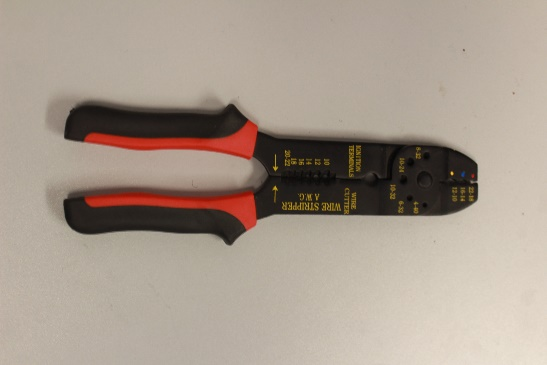 IGNITION
TERMINALS
10
12
14
16
18
20-22
WIRE
CUTTER
WIRE STRIPPER
A.W.G.
8-32
10-24
10-32
6-32
4-40
22-18
16-14
12-10